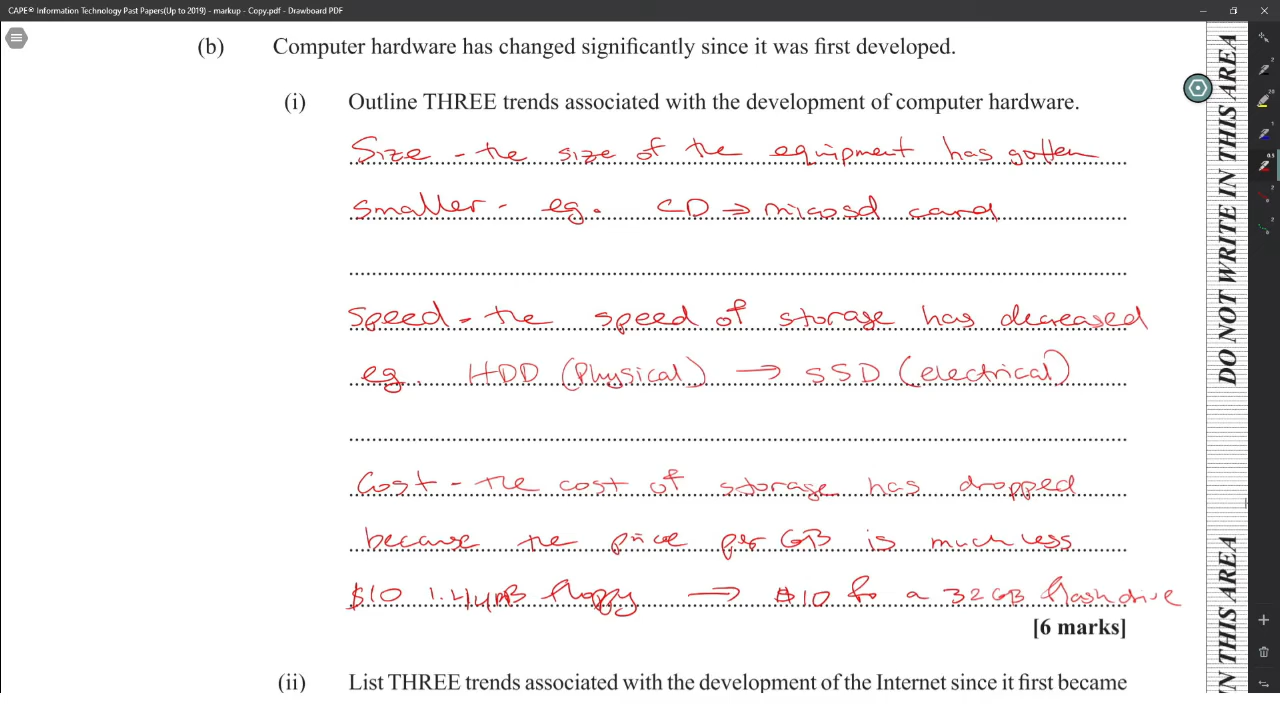 CAPE® Information Technology Past Papers(Up to 2019) - markup - Copy.pdf - Drawboard PDF
(b) Computer hardware has changed significantly since it was first developed.
(i) Outline THREE trends associated with the development of computer hardware.
Size - the size of the equipment has gotten
smaller - eg. CD → micosd card
Speed - the speed of storage has decreased
eg. HDD (Physical) → SSD (electrical)
Cost - the cost of storage has dropped
because the price per GB is much less
$10 1.44MB floppy → $10 for a 32GB flash drive
[6 marks]
(ii) List THREE trends associated with the development of the Internet since it first became
DO NOT WRITE IN THIS AREA
N THIS AREA